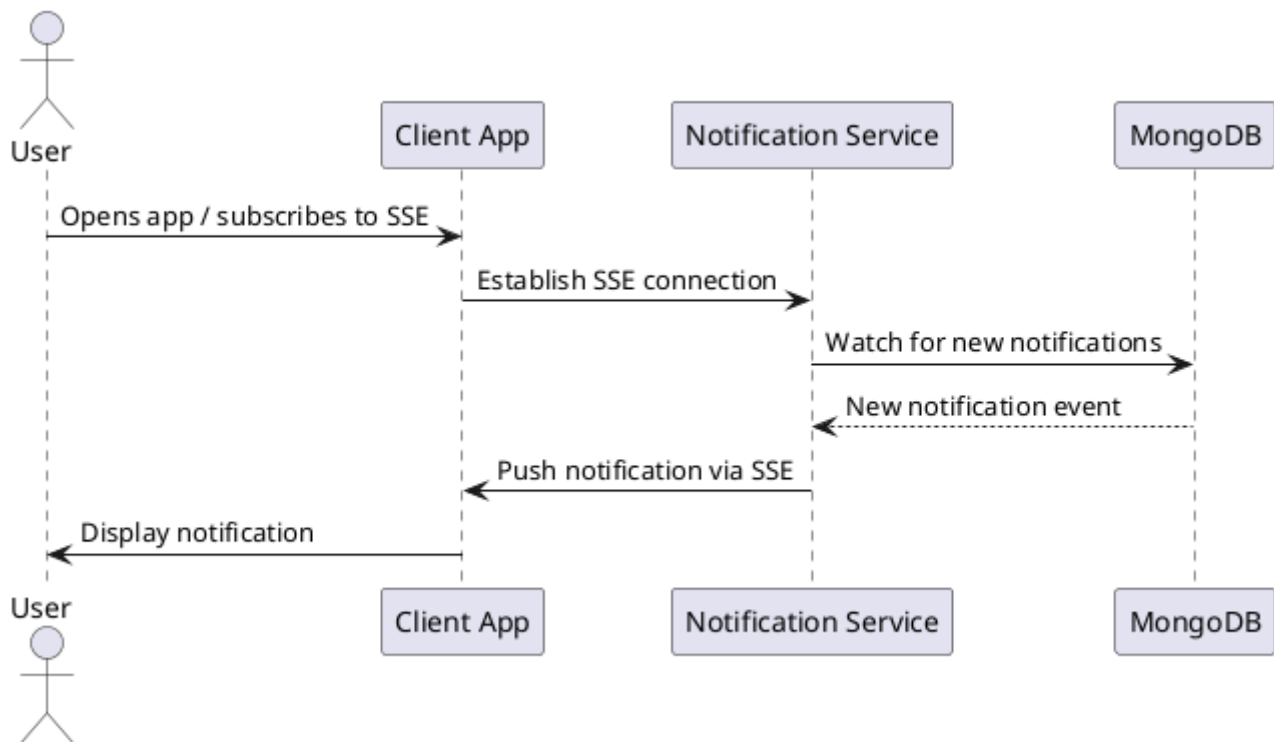 User
Client App
Notification Service
MongoDB
Opens app / subscribes to SSE
Establish SSE connection
Watch for new notifications
New notification event
Push notification via SSE
Display notification
User
Client App
Notification Service
MongoDB